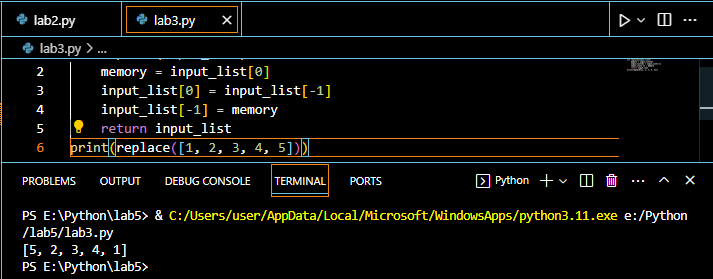 lab2.py lab3.py
lab3.py > ...
2 memory = input_list[0]
3 input_list[0] = input_list[-1]
4 input_list[-1] = memory
5 return input_list
6 print(replace([1, 2, 3, 4, 5]))
PROBLEMS OUTPUT DEBUG CONSOLE TERMINAL PORTS Python
PS E:\Python\lab5> & C:/Users/user/AppData/Local/Microsoft/WindowsApps/python3.11.exe e:/Python
/lab5/lab3.py
[5, 2, 3, 4, 1]
PS E:\Python\lab5>